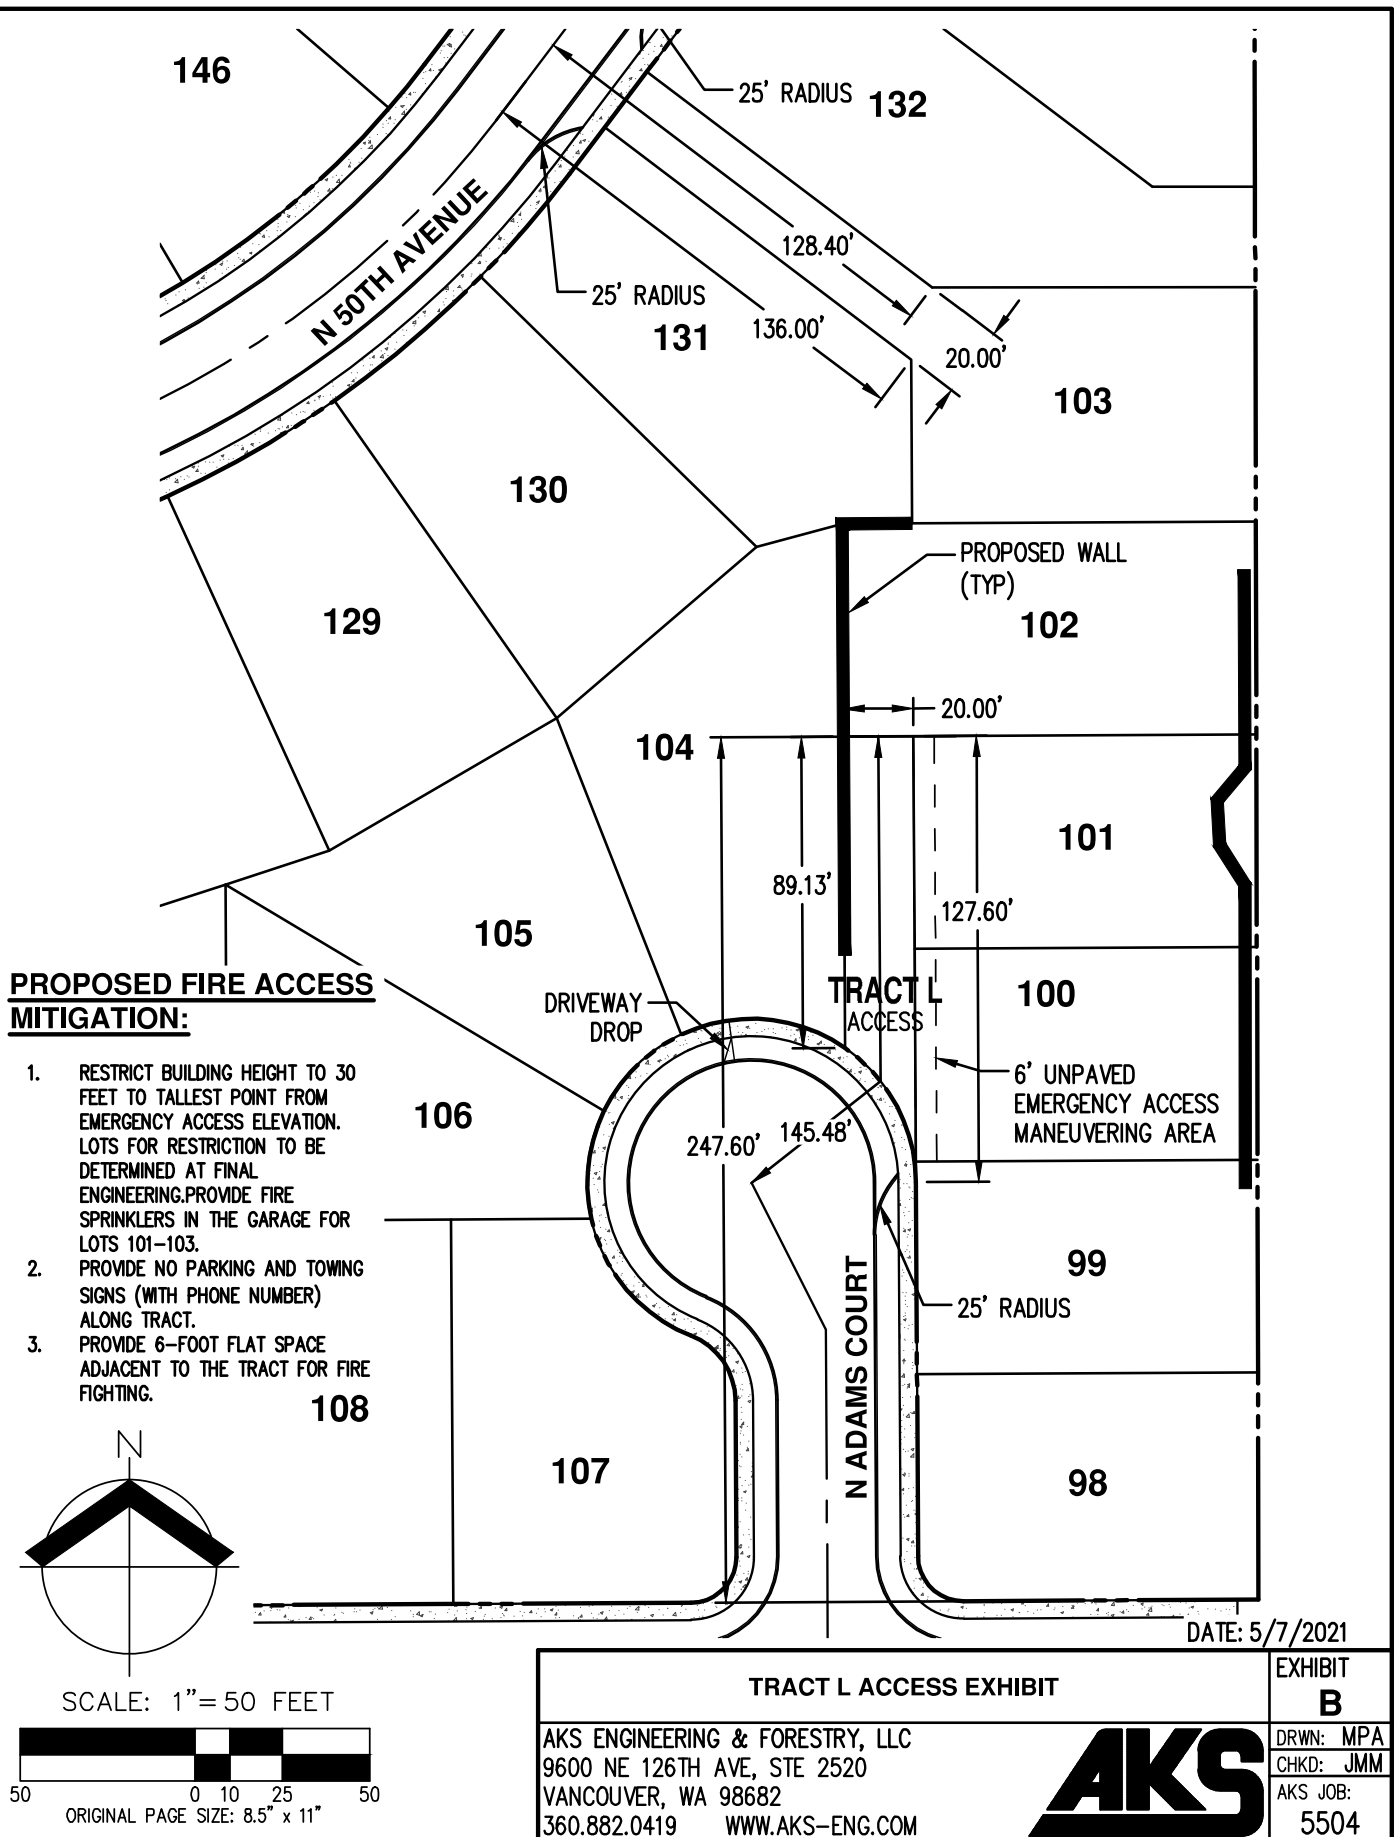 146
25' RADIUS
132
N 50TH AVENUE
128.40'
25' RADIUS
131
136.00'
20.00'
103
130
PROPOSED WALL
(TYP)
129
102
20.00'
104
101
89.13'
127.60'
105
PROPOSED FIRE ACCESS
MITIGATION:
DRIVEWAY
DROP
TRACT L
ACCESS
100
1. RESTRICT BUILDING HEIGHT TO 30
FEET TO TALLEST POINT FROM
EMERGENCY ACCESS ELEVATION.
LOTS FOR RESTRICTION TO BE
DETERMINED AT FINAL
ENGINEERING.PROVIDE FIRE
SPRINKLERS IN THE GARAGE FOR
LOTS 101-103.
2. PROVIDE NO PARKING AND TOWING
SIGNS (WITH PHONE NUMBER)
ALONG TRACT.
3. PROVIDE 6-FOOT FLAT SPACE
ADJACENT TO THE TRACT FOR FIRE
FIGHTING.
106
6' UNPAVED
EMERGENCY ACCESS
MANEUVERING AREA
247.60'
145.48'
99
25' RADIUS
N ADAMS COURT
108
107
98
N
SCALE: 1"= 50 FEET
50 0 10 25 50
ORIGINAL PAGE SIZE: 8.5" x 11"
DATE: 5/7/2021
TRACT L ACCESS EXHIBIT
EXHIBIT
B
AKS ENGINEERING & FORESTRY, LLC
9600 NE 126TH AVE, STE 2520
VANCOUVER, WA 98682
360.882.0419 WWW.AKS-ENG.COM
AKS
DRWN: MPA
CHKD: JMM
AKS JOB:
5504